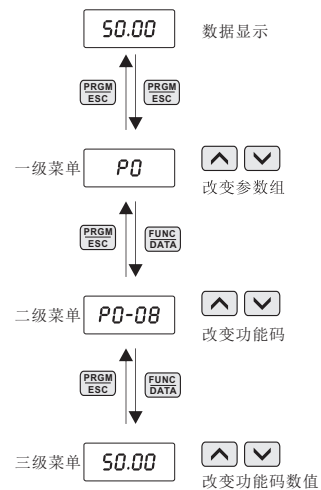 50.00 数据显示
PRGM ESC PRGM ESC
一级菜单 P0
改变参数组
PRGM ESC FUNC DATA
二级菜单 P0-08
改变功能码
PRGM ESC FUNC DATA
三级菜单 50.00
改变功能码数值